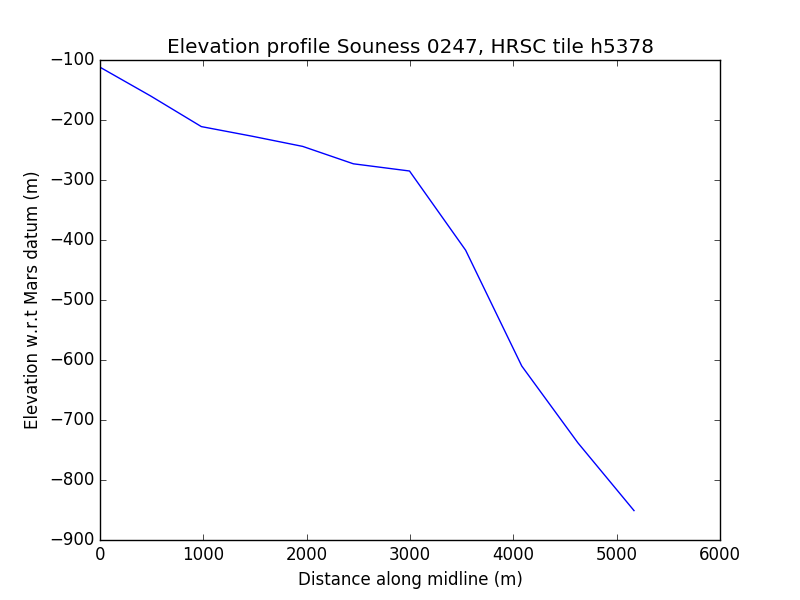 Elevation profile Souness 0247, HRSC tile h5378
−100
−200
−300
−400
−500
−600
−700
−800
−900
Elevation w.r.t Mars datum (m)
0 1000 2000 3000 4000 5000 6000
Distance along midline (m)